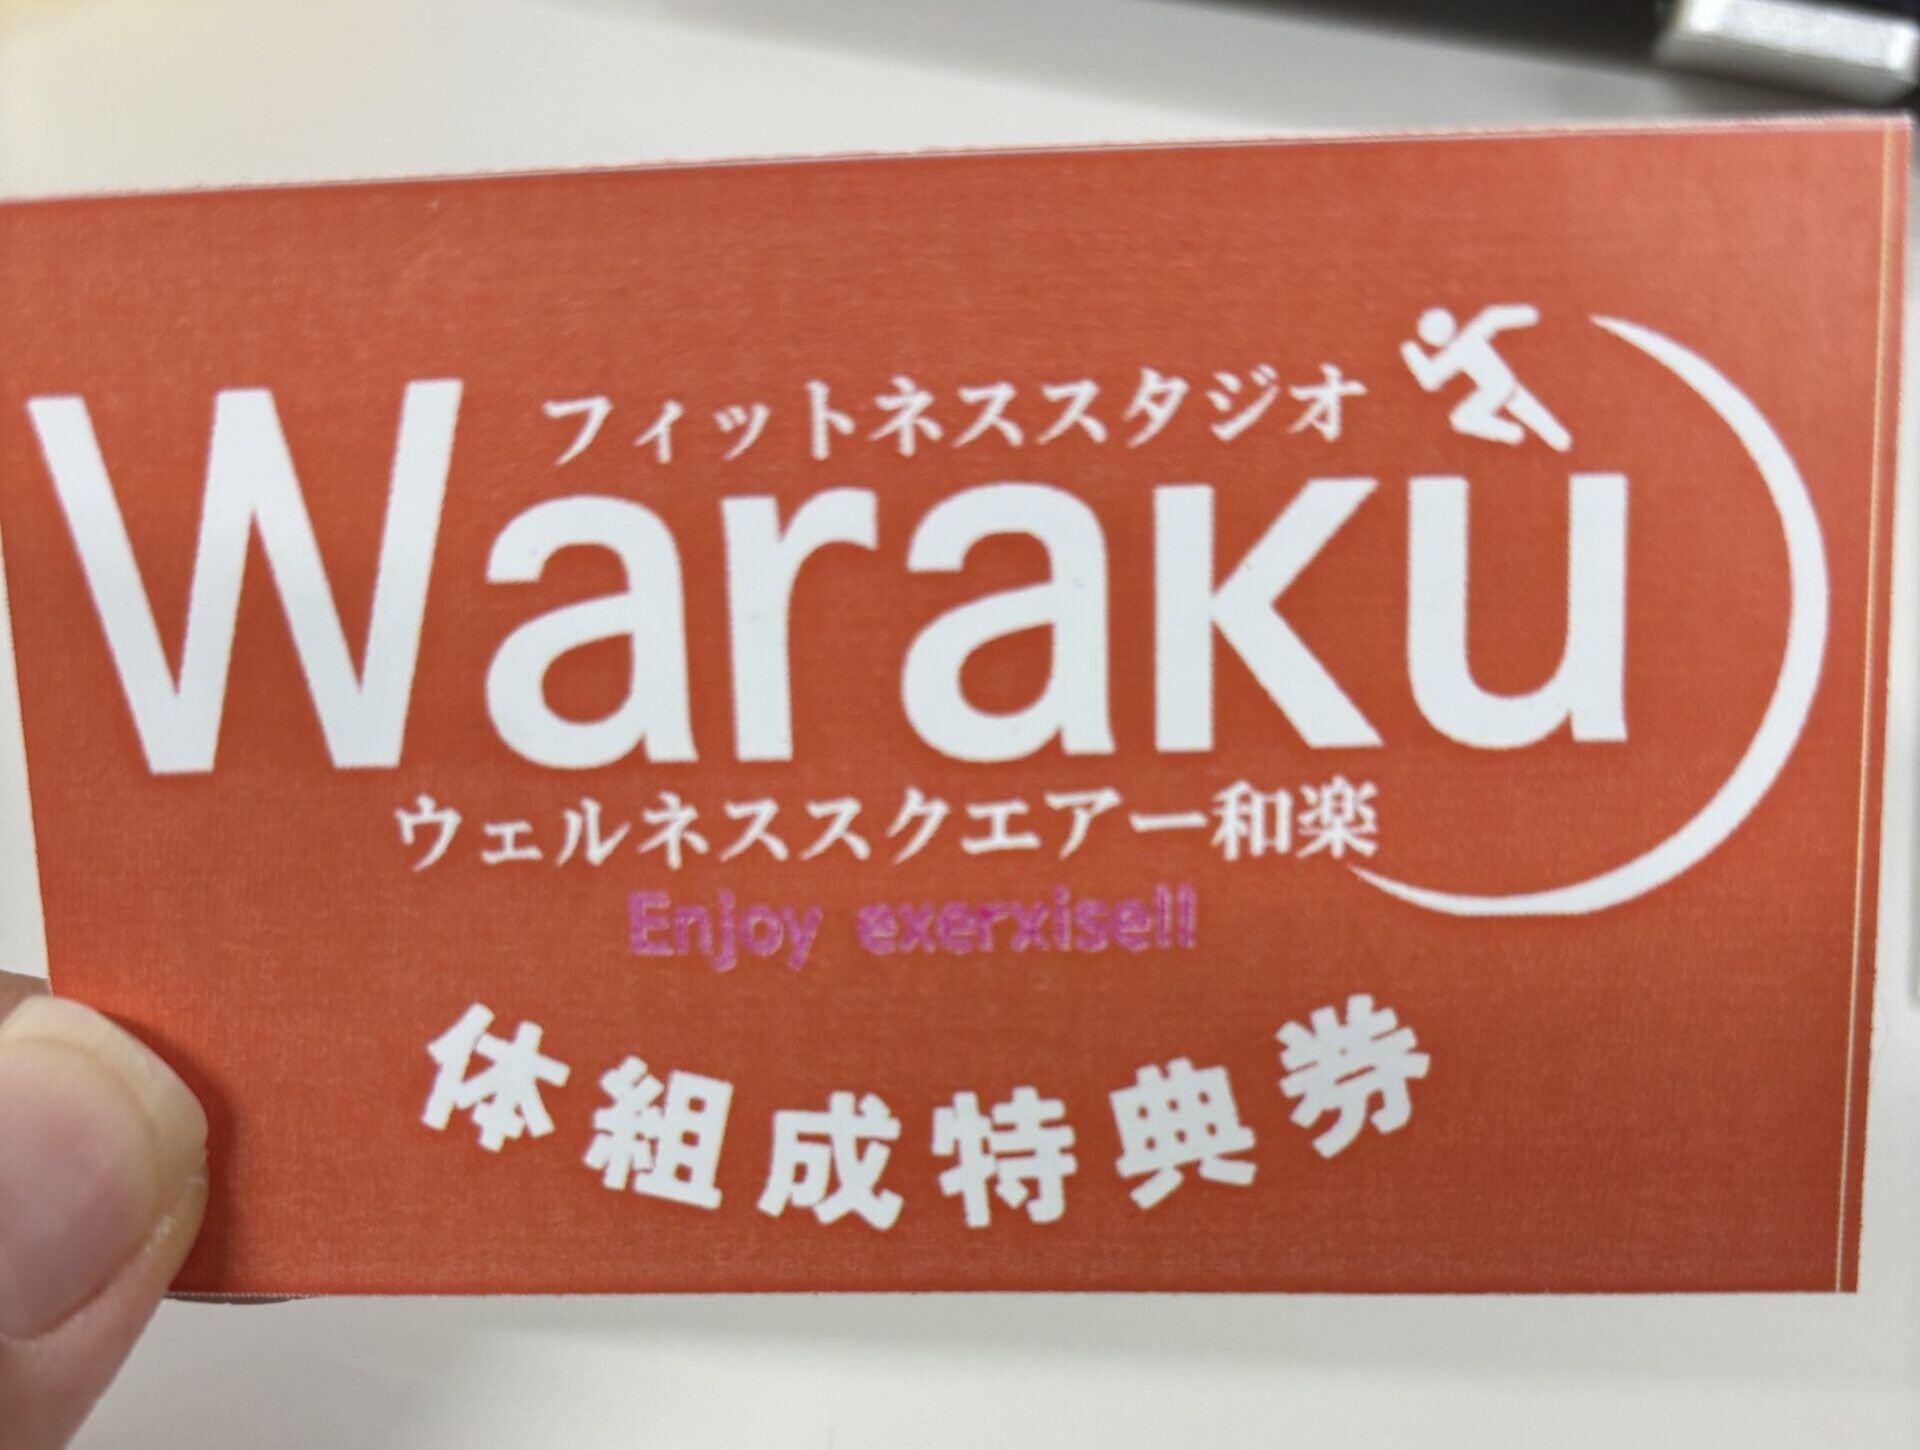 フィットネススタジオ
Waraku
ウェルネススクエアー和楽
Enjoy exerxise!!
体組成特典券